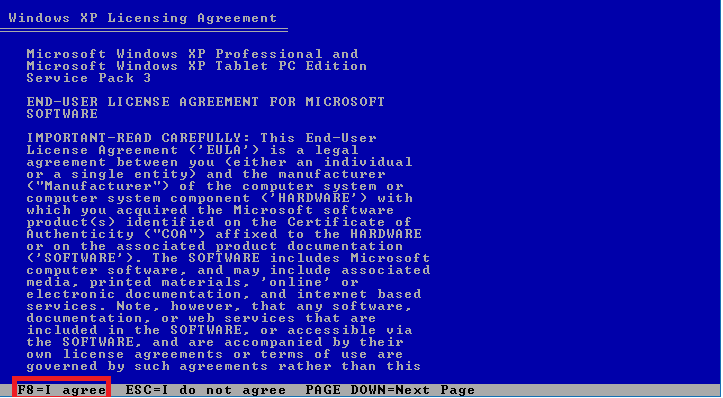 Windows XP Licensing Agreement
Microsoft Windows XP Professional and
Microsoft Windows XP Tablet PC Edition
Service Pack 3
END-USER LICENSE AGREEMENT FOR MICROSOFT
SOFTWARE
IMPORTANT-READ CAREFULLY: This End-User
License Agreement ('EULA') is a legal
agreement between you (either an individual
or a single entity) and the manufacturer
("Manufacturer") of the computer system or
computer system component ('HARDWARE') with
which you acquired the Microsoft software
product(s) identified on the Certificate of
Authenticity ("COA") affixed to the HARDWARE
or on the associated product documentation
('SOFTWARE'). The SOFTWARE includes Microsoft
computer software, and may include associated
media, printed materials, 'online' or
electronic documentation, and internet based
services. Note, however, that any software,
documentation, or web services that are
included in the SOFTWARE, or accessible via
the SOFTWARE, and are accompanied by their
own license agreements or terms of use are
governed by such agreements rather than this
F8=I agree ESC=I do not agree PAGE DOWN=Next Page